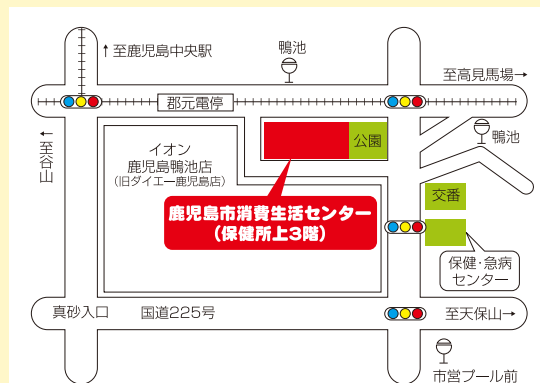 ↑至鹿児島中央駅
鴨池
至高見馬場→
郡元電停
←至谷山
イオン
鹿児島鴨池店
(旧ダイエー鹿児島店)
公園
鴨池
交番
鹿児島市消費生活センター
(保健所上3階)
保健・急病
センター
真砂入口
国道225号
至天保山→
市営プール前